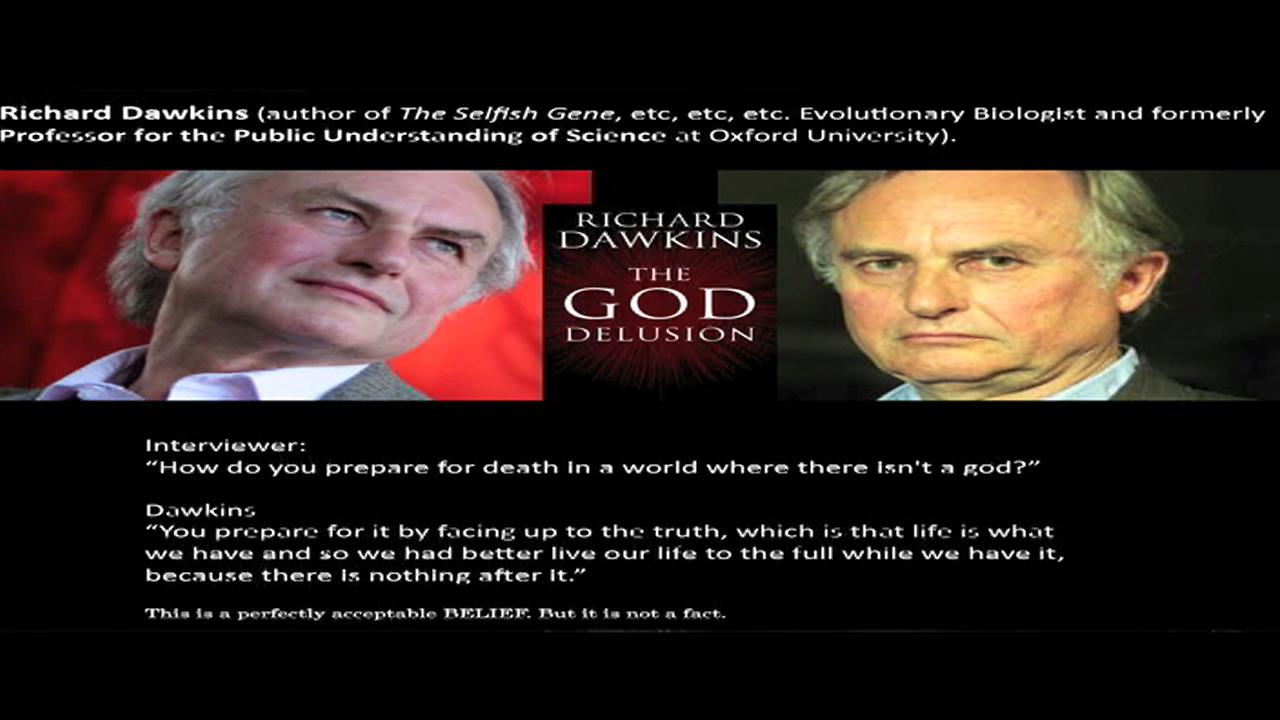 Richard Dawkins (author of The Selfish Gene, etc, etc, etc. Evolutionary Biologist and formerly
Professor for the Public Understanding of Science at Oxford University).
RICHARD
DAWKINS
THE
GOD
DELUSION
Interviewer:
“How do you prepare for death in a world where there isn't a god?”
Dawkins
“You prepare for it by facing up to the truth, which is that life is what
we have and so we had better live our life to the full while we have it,
because there is nothing after it.”
This is a perfectly acceptable BELIEF. But it is not a fact.